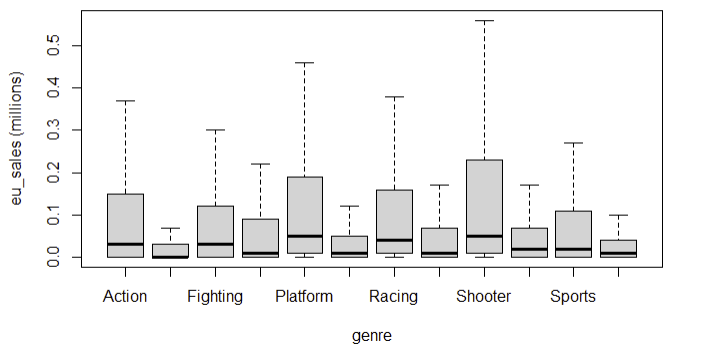 eu_sales (millions)
0.5
0.4
0.3
0.2
0.1
0.0
Action Fighting Platform Racing Shooter Sports
genre